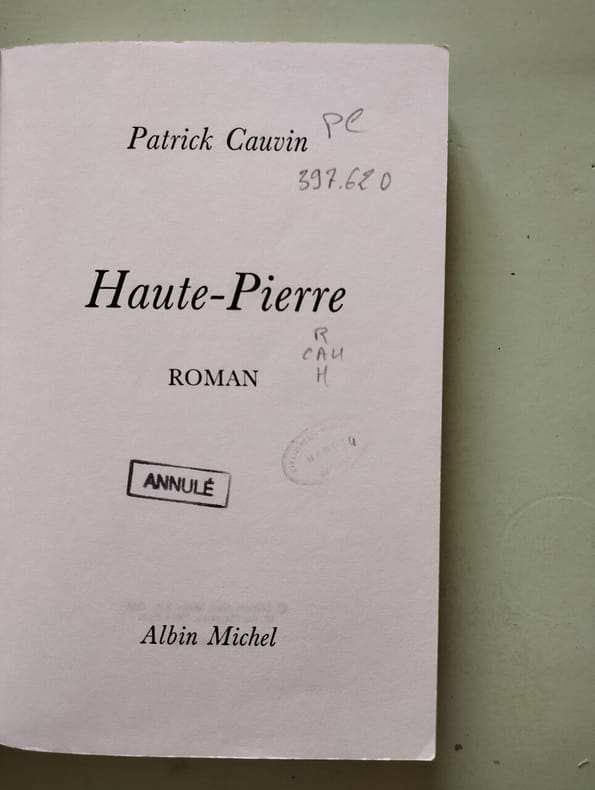 Patrick Cauvin
PC
397.620
Haute-Pierre
R
CAU
H
ROMAN
ANNULÉ
Albin Michel